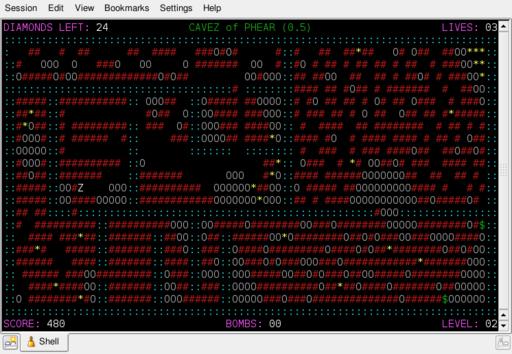 Session Edit View Bookmarks Settings Help
DIAMONDS LEFT: 24 CAVEZ of PHEAR (0.5) LIVES: 03
SCORE: 480 BOMBS: 00 LEVEL: 02
Shell